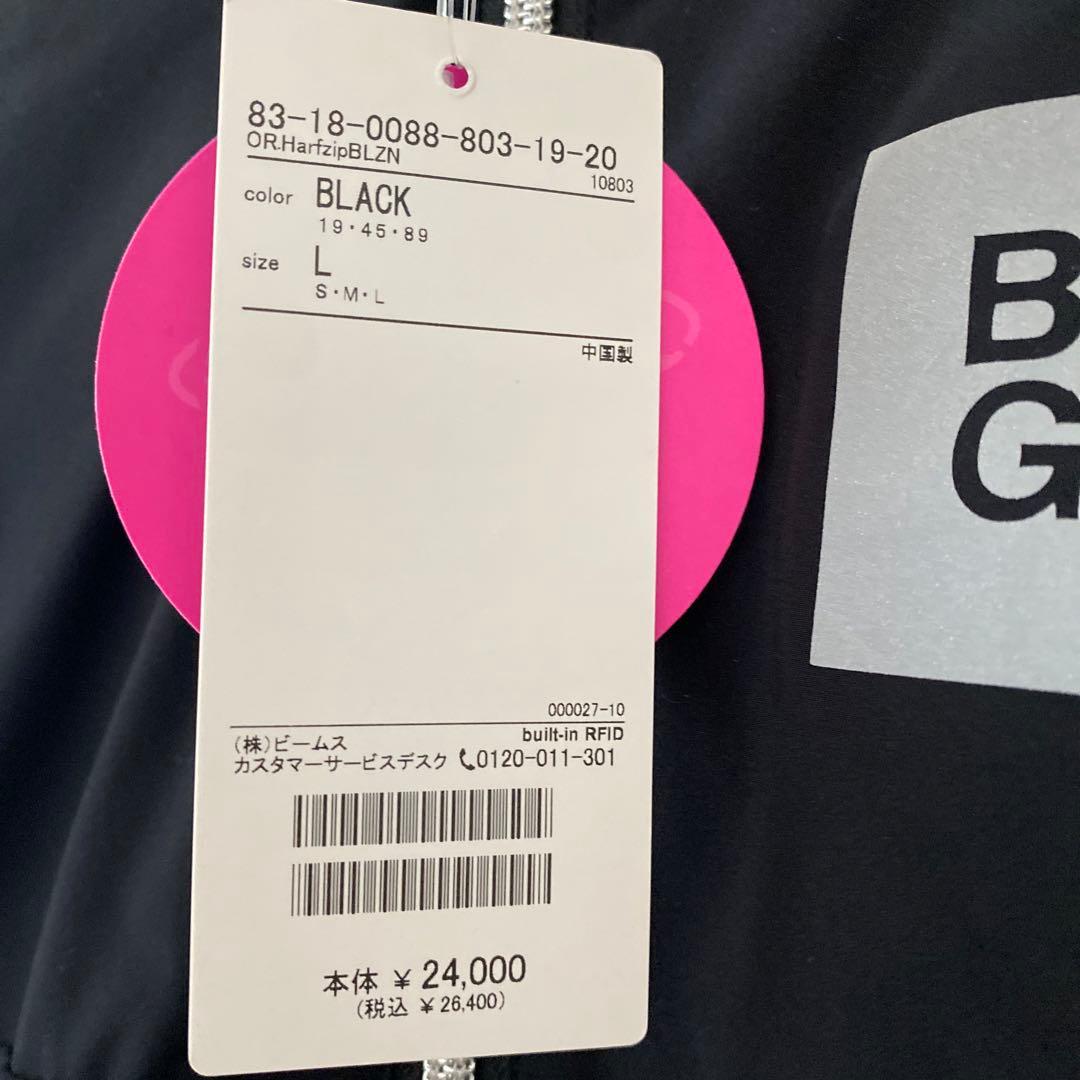 83-18-0088-803-19-20
OR.HarfzipBLZN
10803
color BLACK
19・45・89
size L
S・M・L
中国製
000027-10
built-in RFID
(株)ビームス
カスタマーサービスデスク 0120-011-301
本体 ¥ 24,000
(税込 ¥ 26,400)
B
G